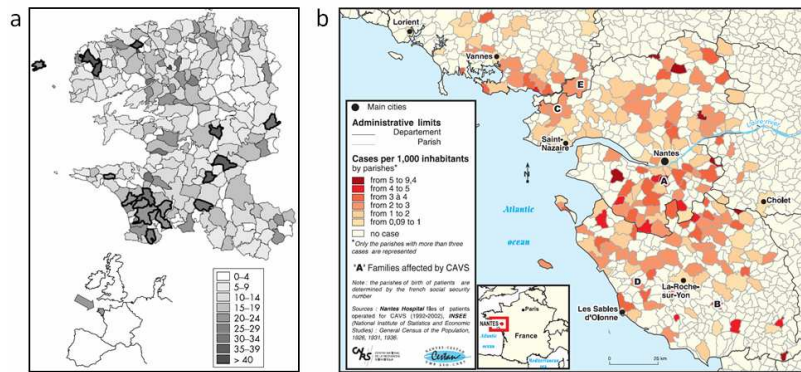 a
0–4
5–9
10–14
15–19
20–24
25–29
30–34
35–39
> 40
b
Lorient
Vannes
E
C
Saint-
Nazaire
Nantes
A
Cholet
Atlantic
ocean
D
La-Roche
sur-Yon
B
Les Sables
d'Olonne
N
Main cities
Administrative limits
Departement
Parish
Cases per 1,000 inhabitants
by parishes*
from 5 to 9,4
from 4 to 5
from 3 à 4
from 2 to 3
from 1 to 2
from 0,09 to 1
no case
*Only the parishes with more than three
cases are represented
'A' Families affected by CAVS
Note : the parishes of birth of patients are
determined by the french social security
number
Sources : Nantes Hospital files of patients
operated for CAVS (1992-2002), INSEE,
(National Institute of Statistics and Economic
Studies) : General Census of the Population,
1926, 1931, 1936
Cestan
Paris
NANTES
Atlantic
ocean
France
0
25 km